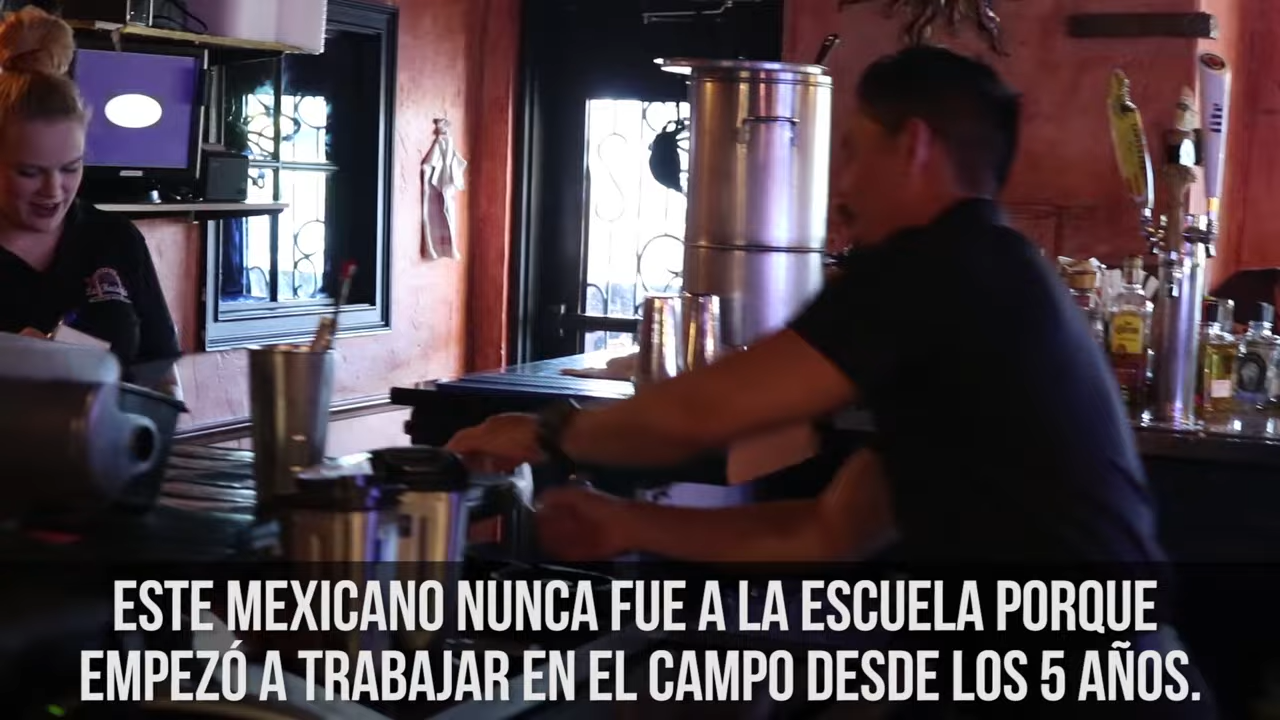 ESTE MEXICANO NUNCA FUE A LA ESCUELA PORQUE
EMPEZÓ A TRABAJAR EN EL CAMPO DESDE LOS 5 AÑOS.